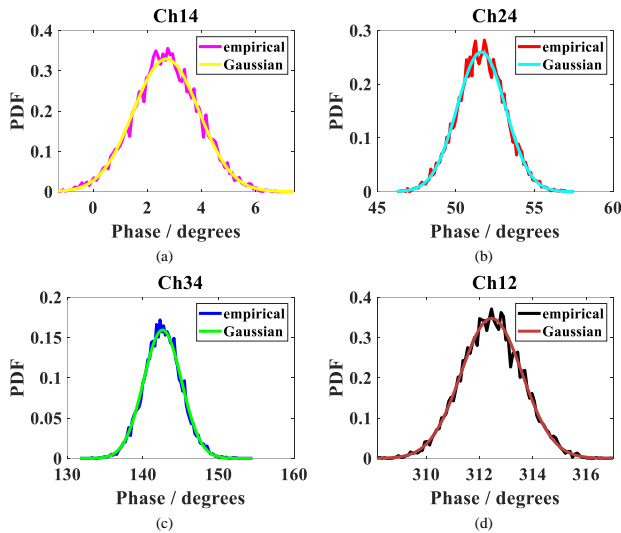 Ch14
0.4
0.3
0.2
0.1
0
PDF
empirical
Gaussian
0 2 4 6
Phase / degrees
(a)
Ch24
0.3
0.2
0.1
0
PDF
empirical
Gaussian
45 50 55 60
Phase / degrees
(b)
Ch34
0.2
0.15
0.1
0.05
0
PDF
empirical
Gaussian
130 140 150 160
Phase / degrees
(c)
Ch12
0.4
0.3
0.2
0.1
0
PDF
empirical
Gaussian
310 312 314 316
Phase / degrees
(d)